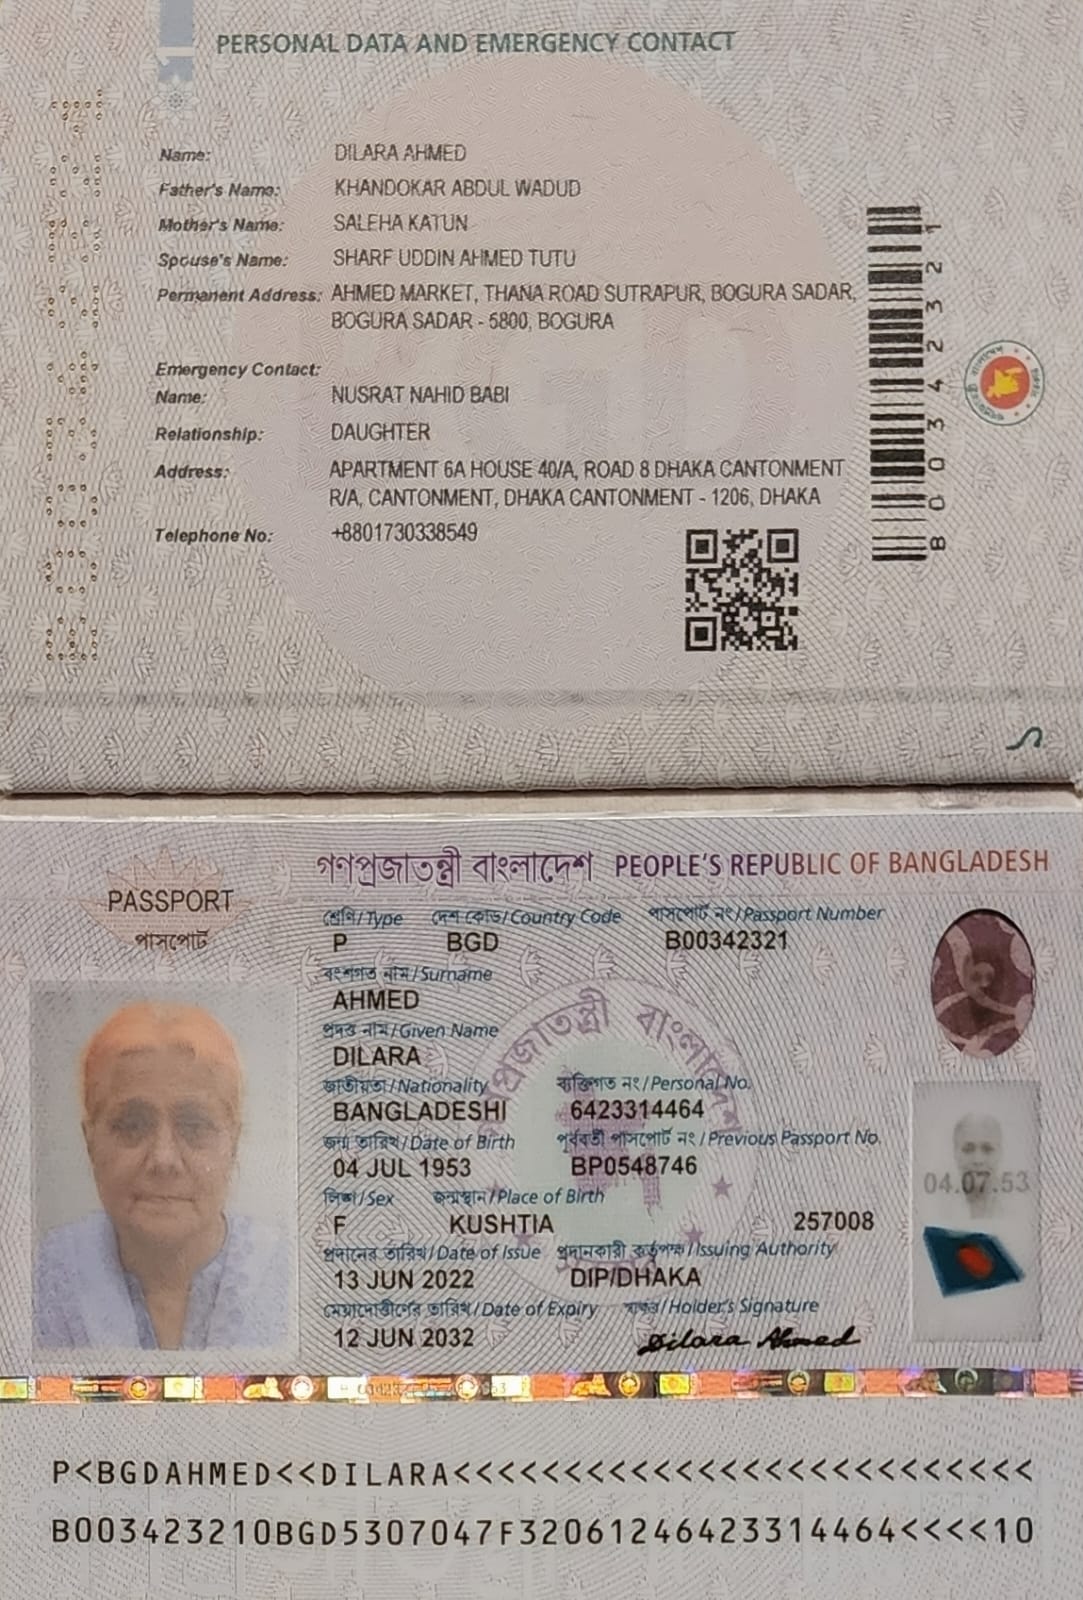 1
PERSONAL DATA AND EMERGENCY CONTACT
Name: DILARA AHMED
Father's Name: KHANDOKAR ABDUL WADUD
Mother's Name: SALEHA KATUN
Spouse's Name: SHARF UDDIN AHMED TUTU
Permanent Address: AHMED MARKET, THANA ROAD SUTRAPUR, BOGURA SADAR,
BOGURA SADAR - 5800, BOGURA
Emergency Contact:
Name: NUSRAT NAHID BABI
Relationship: DAUGHTER
Address: APARTMENT 6A HOUSE 40/A, ROAD 8 DHAKA CANTONMENT
R/A, CANTONMENT, DHAKA CANTONMENT - 1206, DHAKA
Telephone No: +8801730338549
B00342321
গণপ্রজাতন্ত্রী বাংলাদেশ PEOPLE'S REPUBLIC OF BANGLADESH
PASSPORT
পাসপোর্ট
শ্রেণি/Type দেশ কোড/Country Code পাসপোর্ট নং/Passport Number
P BGD B00342321
বংশগত নাম/Surname
AHMED
প্রদত্ত নাম/Given Name
DILARA
জাতীয়তা/Nationality ব্যক্তিগত নং/Personal No.
BANGLADESHI 6423314464
জন্ম তারিখ/Date of Birth পূর্ববর্তী পাসপোর্ট নং/Previous Passport No.
04 JUL 1953 BP0548746
লিঙ্গ/Sex জন্মস্থান/Place of Birth
F KUSHTIA 257008
প্রদানের তারিখ/Date of Issue প্রদানকারী কর্তৃপক্ষ/Issuing Authority
13 JUN 2022 DIP/DHAKA
মেয়াদোত্তীর্ণের তারিখ/Date of Expiry স্বাক্ষর/Holder's Signature
12 JUN 2032 Dilara Ahmed
04.07.53
P<BGDAHMED<<DILARA<<<<<<<<<<<<<<<<<<<<<<<<<<
B003423210BGD5307047F32061246423314464<<<<10